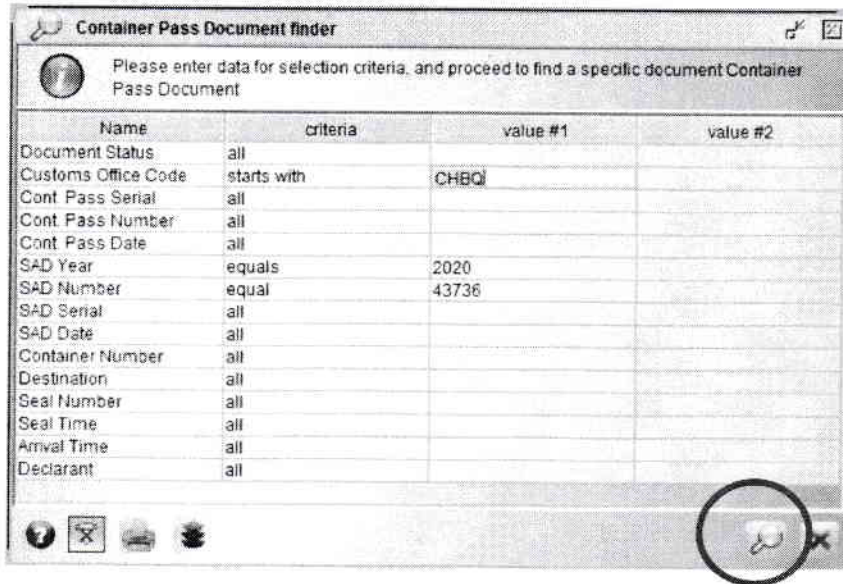 Container Pass Document finder
Please enter data for selection criteria, and proceed to find a specific document Container
Pass Document
Name criteria value #1 value #2
Document Status all
Customs Office Code starts with CHBQ
Cont. Pass Serial all
Cont. Pass Number all
Cont. Pass Date all
SAD Year equals 2020
SAD Number equal 43736
SAD Serial all
SAD Date all
Container Number all
Destination all
Seal Number all
Seal Time all
Arrival Time all
Declarant all